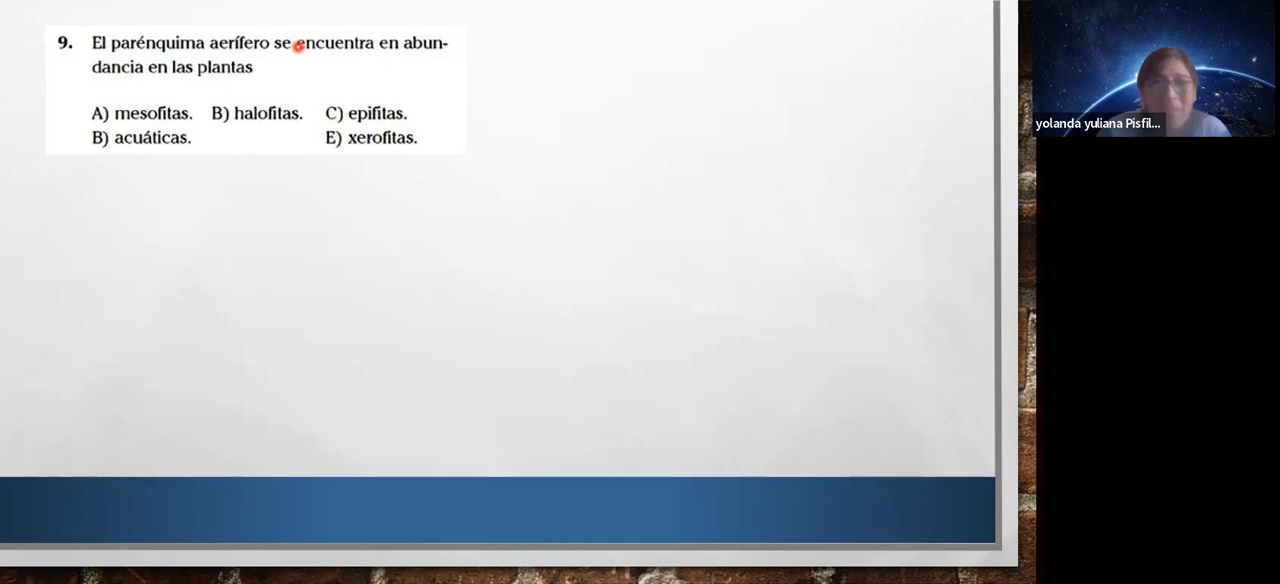 9. El parénquima aerífero se encuentra en abun-
dancia en las plantas
A) mesofitas. B) halofitas. C) epifitas.
B) acuáticas. E) xerofitas.
yolanda yuliana Pisfil...